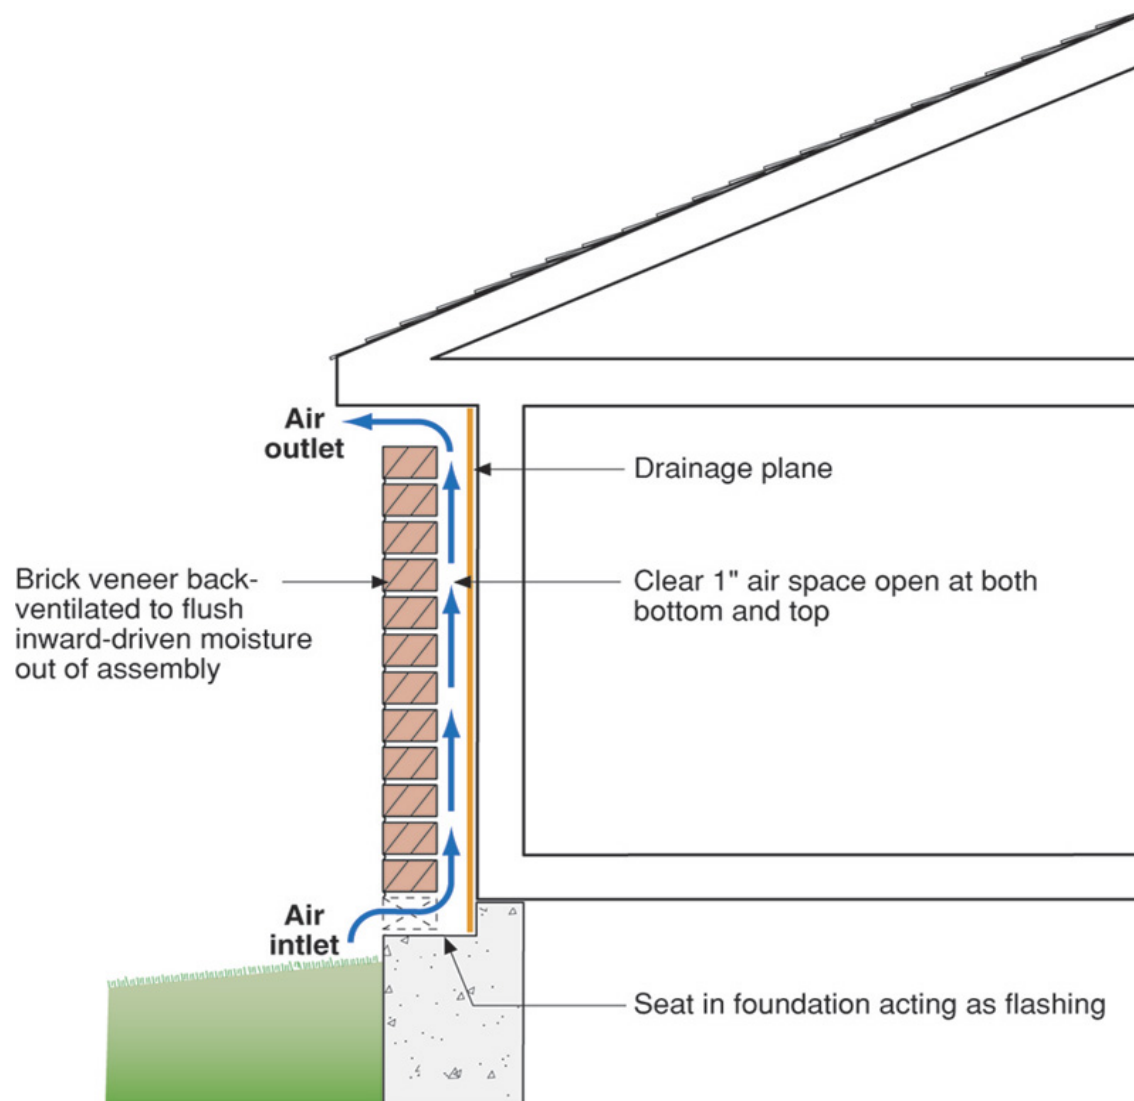 Air
outlet
Drainage plane
Brick veneer back-
ventilated to flush
inward-driven moisture
out of assembly
Clear 1" air space open at both
bottom and top
Air
intlet
Seat in foundation acting as flashing